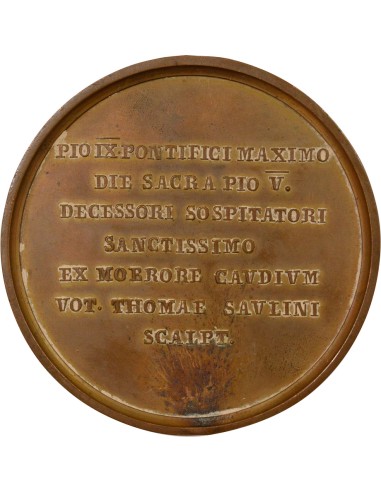 PIO IX·PONTIFICI MAXIMO
DIE SACRA PIO V.
DECESSORI SOSPITATORI
SANCTISSIMO
EX MOERORE GAVDIVM
VOT. THOMAE SAVLINI
SCALPT.